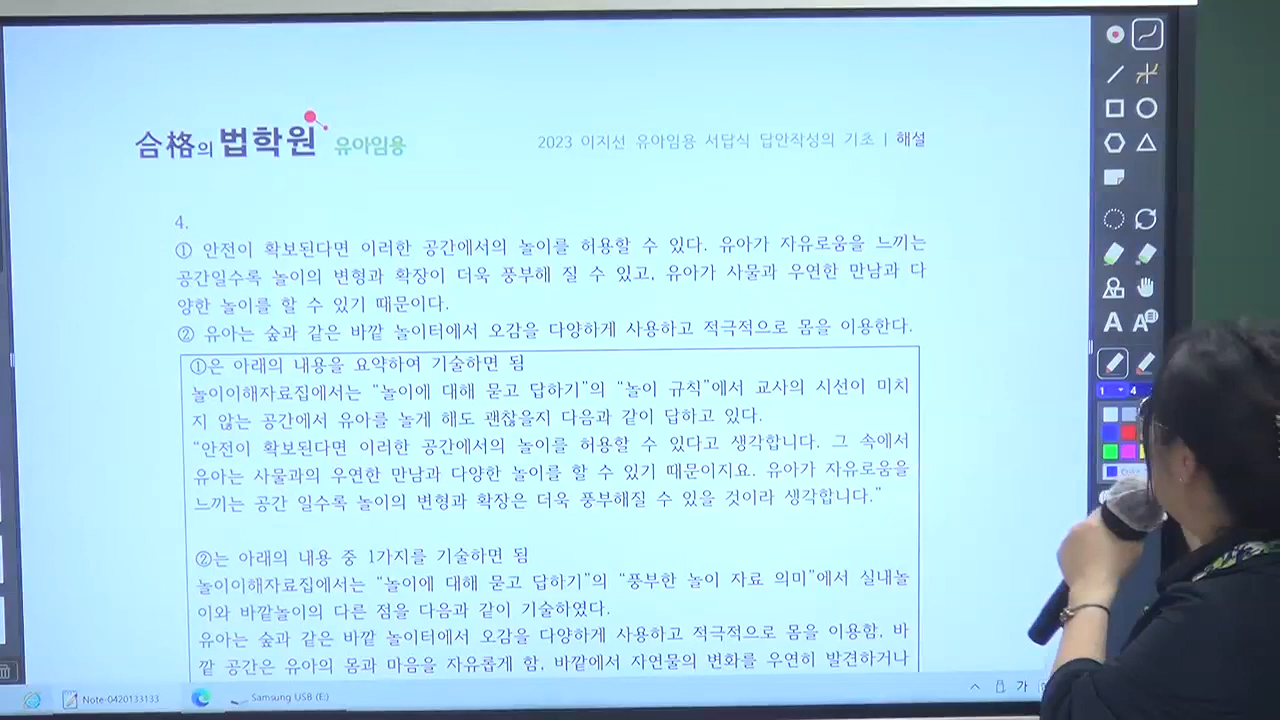 合格의 법학원 유아임용
2023 이지선 유아임용 서답식 답안작성의 기초 | 해설
4.
① 안전이 확보된다면 이러한 공간에서의 놀이를 허용할 수 있다. 유아가 자유로움을 느끼는
공간일수록 놀이의 변형과 확장이 더욱 풍부해 질 수 있고, 유아가 사물과 우연한 만남과 다
양한 놀이를 할 수 있기 때문이다.
② 유아는 숲과 같은 바깥 놀이터에서 오감을 다양하게 사용하고 적극적으로 몸을 이용한다.
①은 아래의 내용을 요약하여 기술하면 됨
놀이이해자료집에서는 “놀이에 대해 묻고 답하기”의 “놀이 규칙”에서 교사의 시선이 미치
지 않는 공간에서 유아를 놀게 해도 괜찮을지 다음과 같이 답하고 있다.
“안전이 확보된다면 이러한 공간에서의 놀이를 허용할 수 있다고 생각합니다. 그 속에서
유아는 사물과의 우연한 만남과 다양한 놀이를 할 수 있기 때문이지요. 유아가 자유로움을
느끼는 공간 일수록 놀이의 변형과 확장은 더욱 풍부해질 수 있을 것이라 생각합니다.”
②는 아래의 내용 중 1가지를 기술하면 됨
놀이이해자료집에서는 “놀이에 대해 묻고 답하기”의 “풍부한 놀이 자료 의미”에서 실내놀
이와 바깥놀이의 다른 점을 다음과 같이 기술하였다.
유아는 숲과 같은 바깥 놀이터에서 오감을 다양하게 사용하고 적극적으로 몸을 이용함. 바
깥 공간은 유아의 몸과 마음을 자유롭게 함. 바깥에서 자연물의 변화를 우연히 발견하거나
Note-0420133133
Samsung USB (E:)
가
A
A
1
4